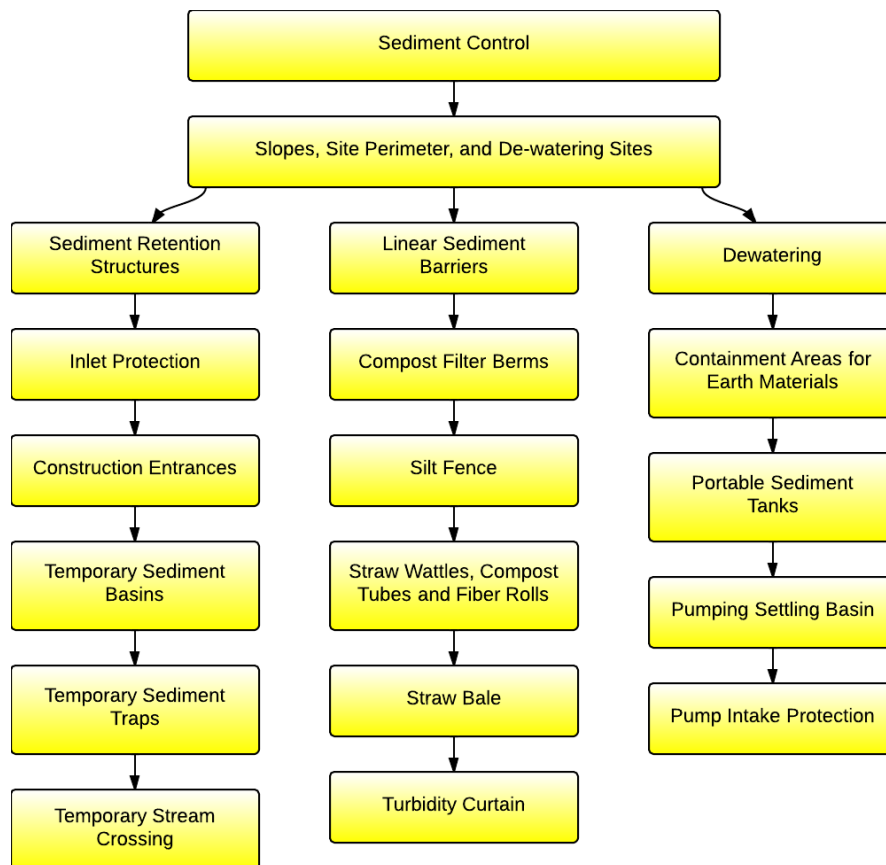 Sediment Control
Slopes, Site Perimeter, and De-watering Sites
Sediment Retention
Structures
Inlet Protection
Construction Entrances
Temporary Sediment
Basins
Temporary Sediment
Traps
Temporary Stream
Crossing
Linear Sediment
Barriers
Compost Filter Berms
Silt Fence
Straw Wattles, Compost
Tubes and Fiber Rolls
Straw Bale
Turbidity Curtain
Dewatering
Containment Areas for
Earth Materials
Portable Sediment
Tanks
Pumping Settling Basin
Pump Intake Protection